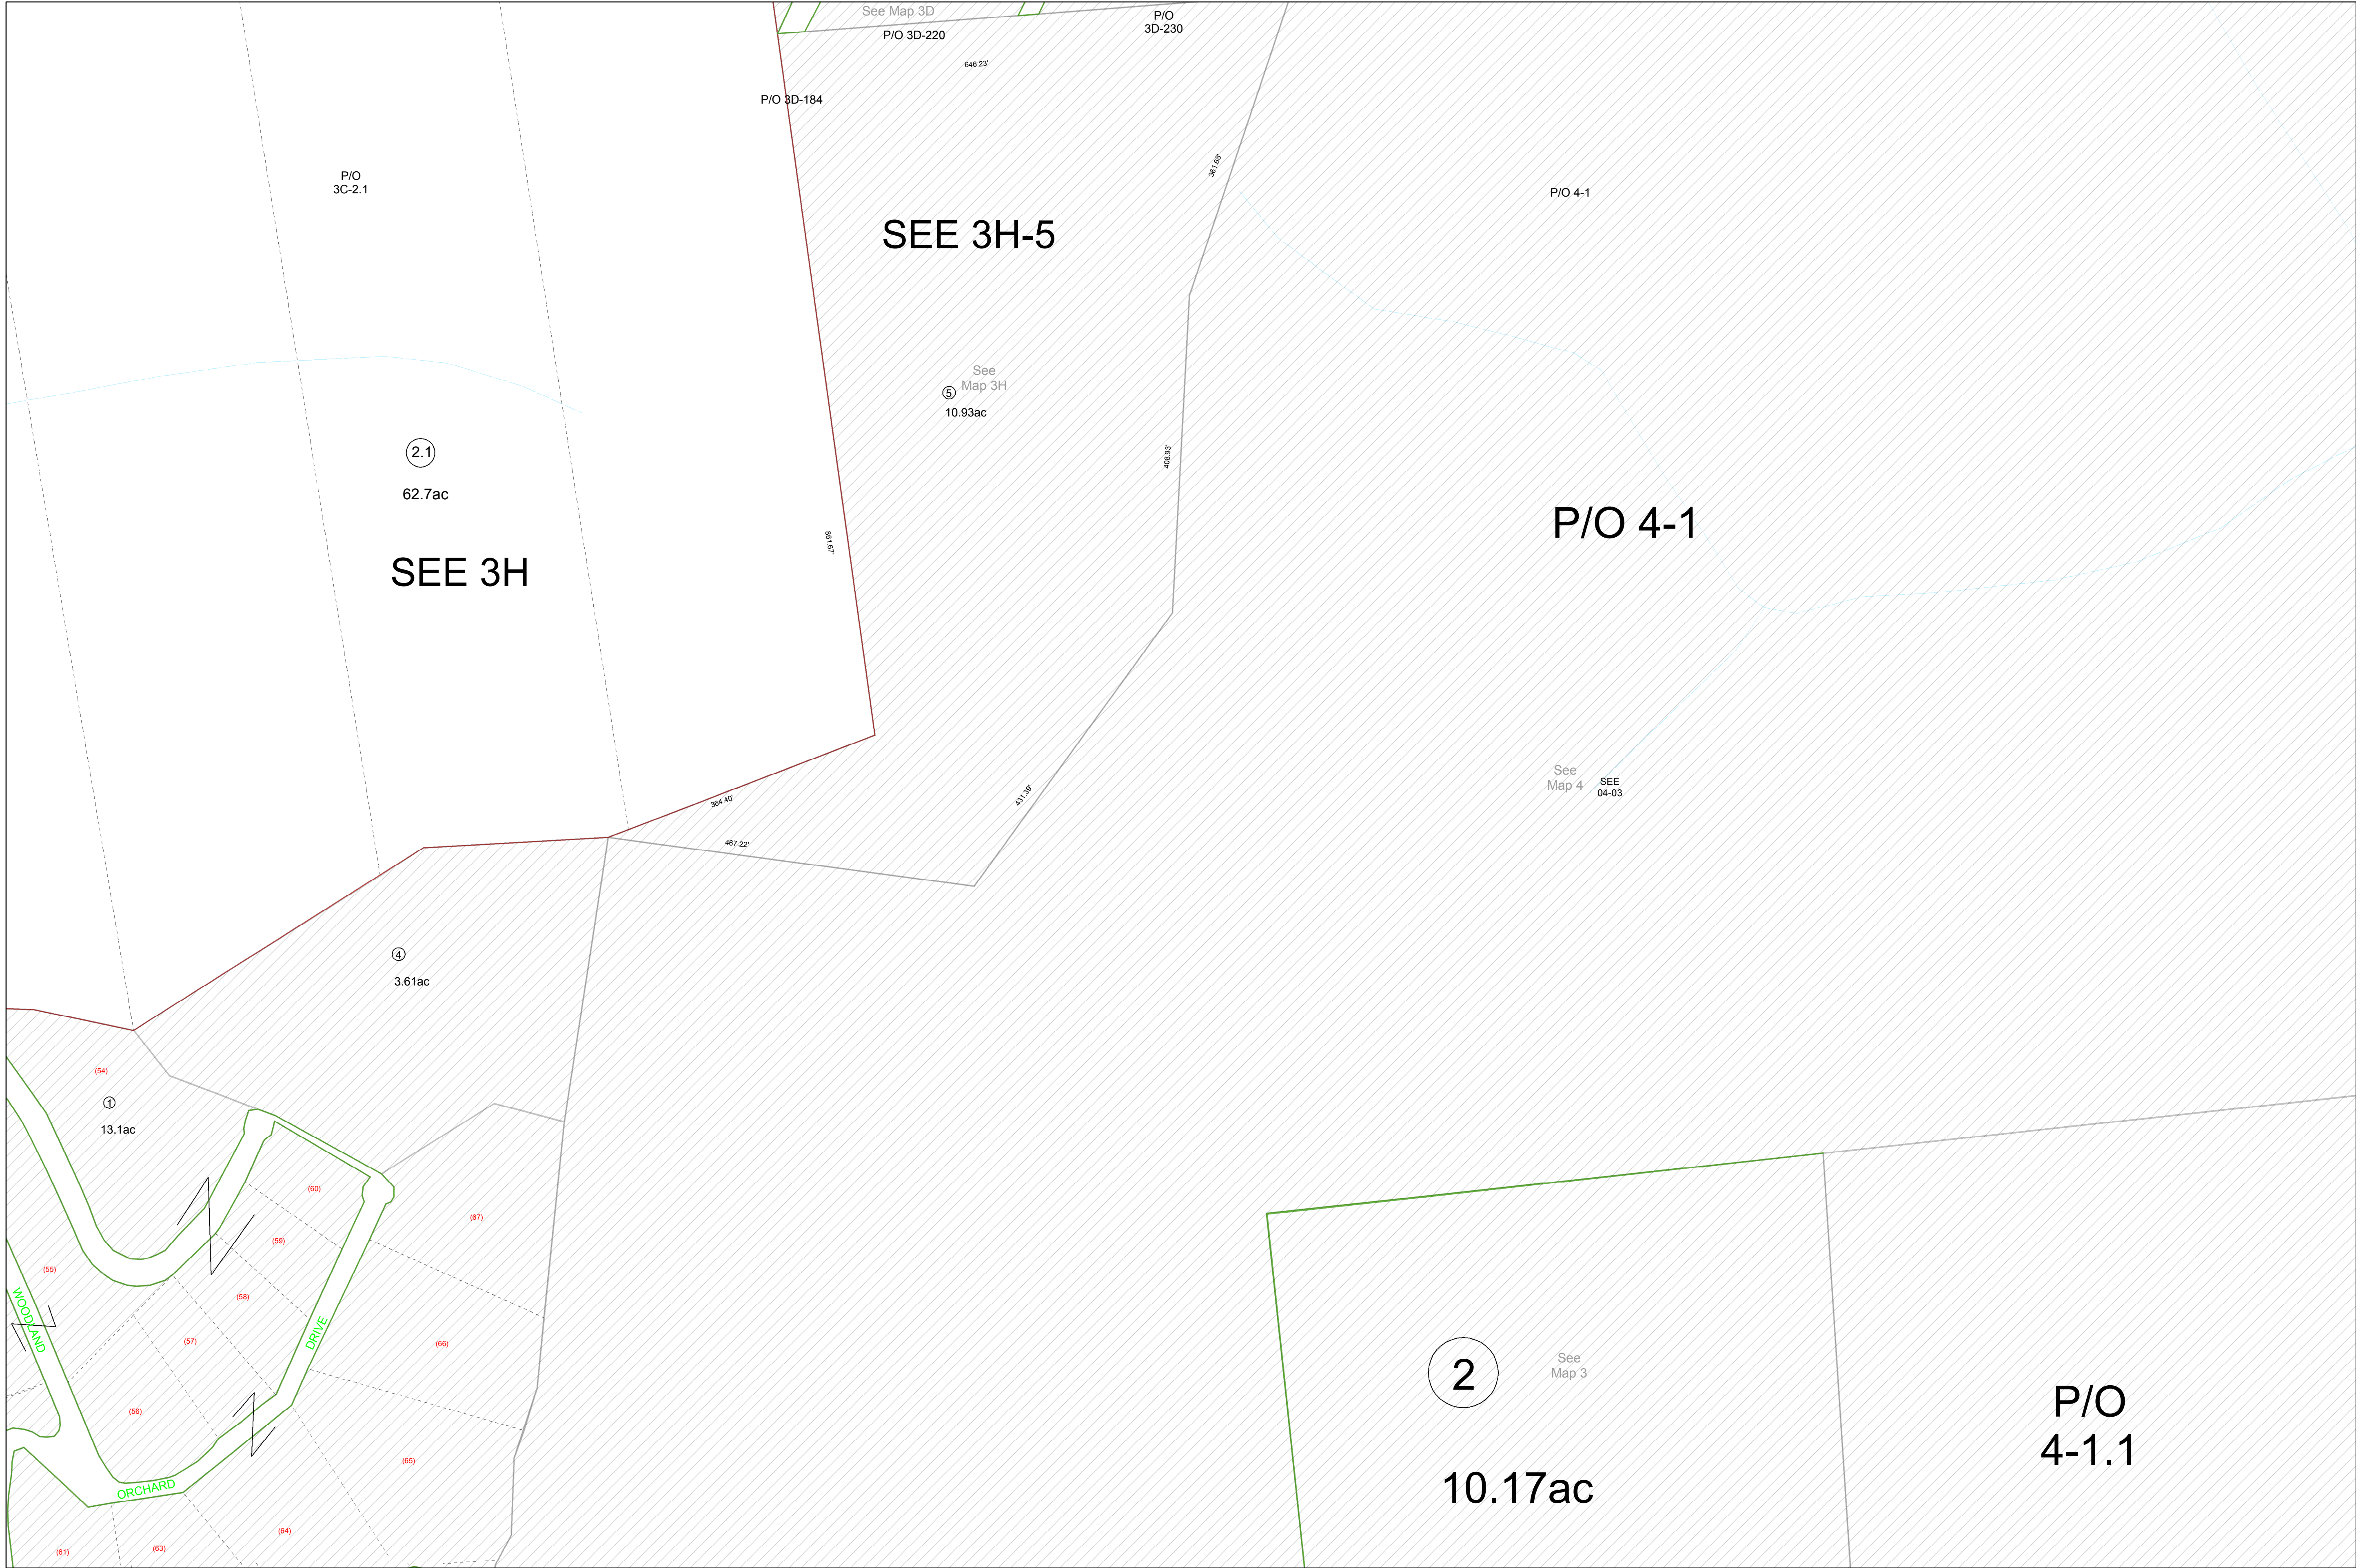 See Map 3D
P/O 3D-220
P/O
3D-230
646.23'
P/O 3D-184
361.68'
P/O
3C-2.1
P/O 4-1
SEE 3H-5
See
Map 3H
5
10.93ac
2.1
62.7ac
408.93'
P/O 4-1
861.67'
SEE 3H
See
Map 4
SEE
04-03
364.40'
431.39'
467.22'
4
3.61ac
(54)
1
13.1ac
(60)
(67)
(59)
(55)
(58)
WOODLAND
DRIVE
(57)
(66)
2
See
Map 3
(56)
P/O
4-1.1
(65)
ORCHARD
10.17ac
(64)
(63)
(61)